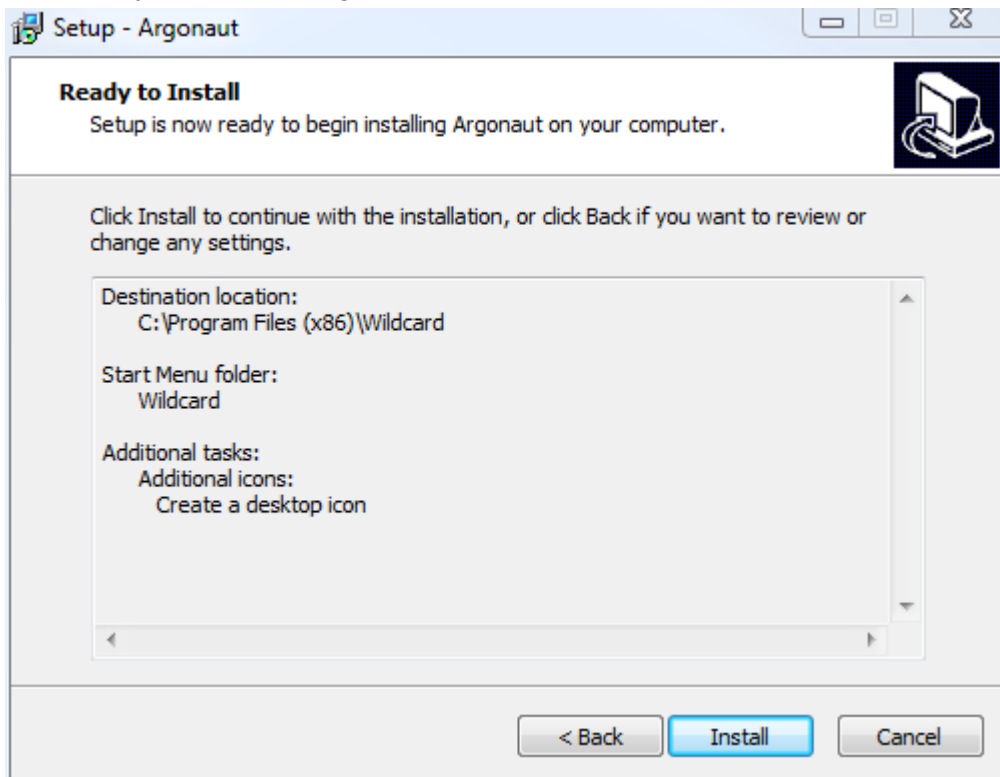 Setup - Argonaut
Ready to Install
Setup is now ready to begin installing Argonaut on your computer.
Click Install to continue with the installation, or click Back if you want to review or
change any settings.
Destination location:
C:\Program Files (x86)\Wildcard
Start Menu folder:
Wildcard
Additional tasks:
Additional icons:
Create a desktop icon
< Back Install Cancel